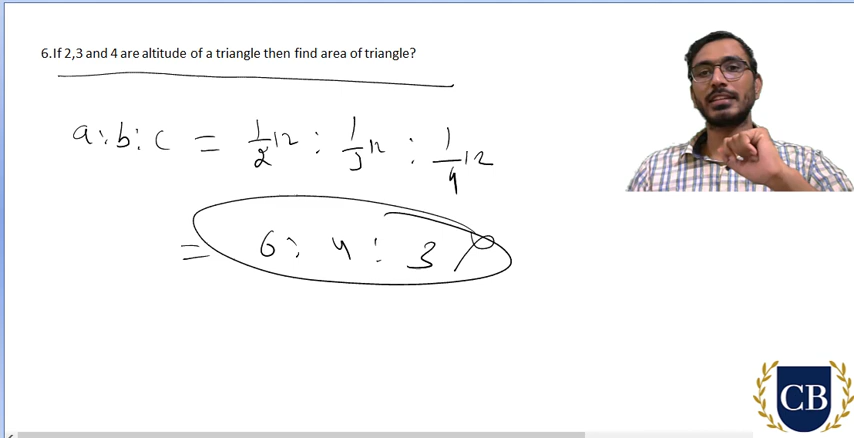 6.If 2,3 and 4 are altitude of a triangle then find area of triangle?
a:b:c = 1/2 12 : 1/3 12 : 1/4 12
= 6: 4 : 3
CB